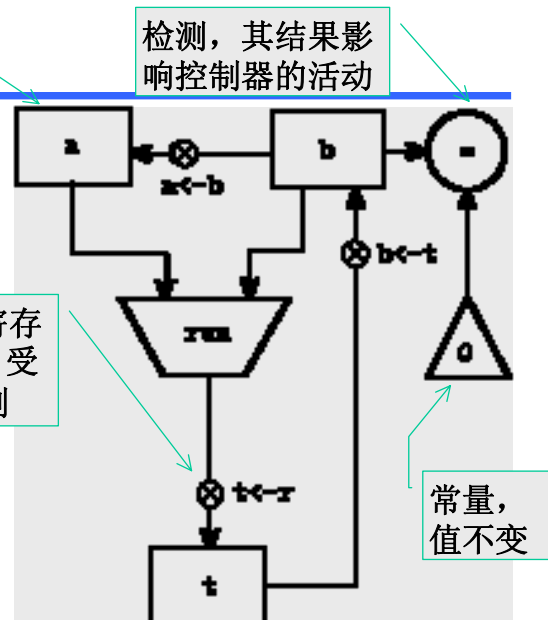 检测，其结果影
响控制器的活动
a
b
=
a<-b
b<-t
rem
0
存
受
t<-r
常量，
值不变
t